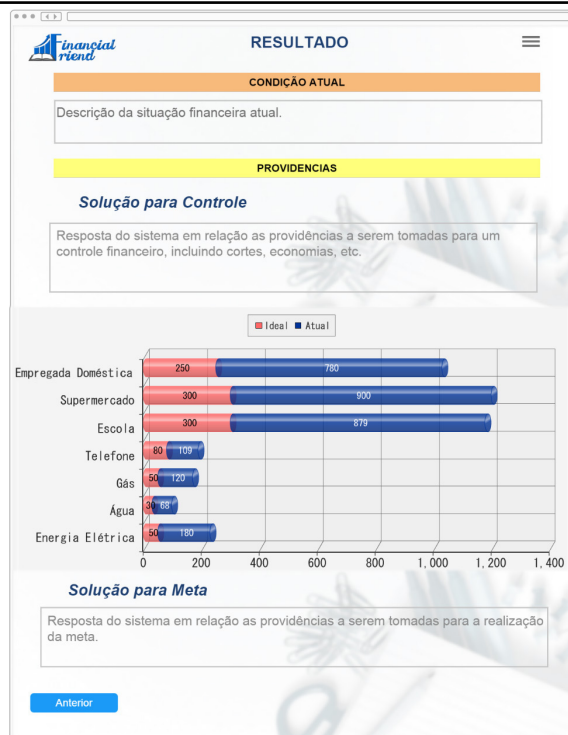 Financial
Friend
RESULTADO
CONDIÇÃO ATUAL
Descrição da situação financeira atual.
PROVIDENCIAS
Solução para Controle
Resposta do sistema em relação as providências a serem tomadas para um
controle financeiro, incluindo cortes, economias, etc.
Ideal Atual
Empregada Doméstica 250 780
Supermercado 300 900
Escola 300 879
Telefone 80 109
Gás 50 120
Água 30 68
Energia Elétrica 50 180
0 200 400 600 800 1,000 1,200 1,400
Solução para Meta
Resposta do sistema em relação as providências a serem tomadas para a realização
da meta.
Anterior